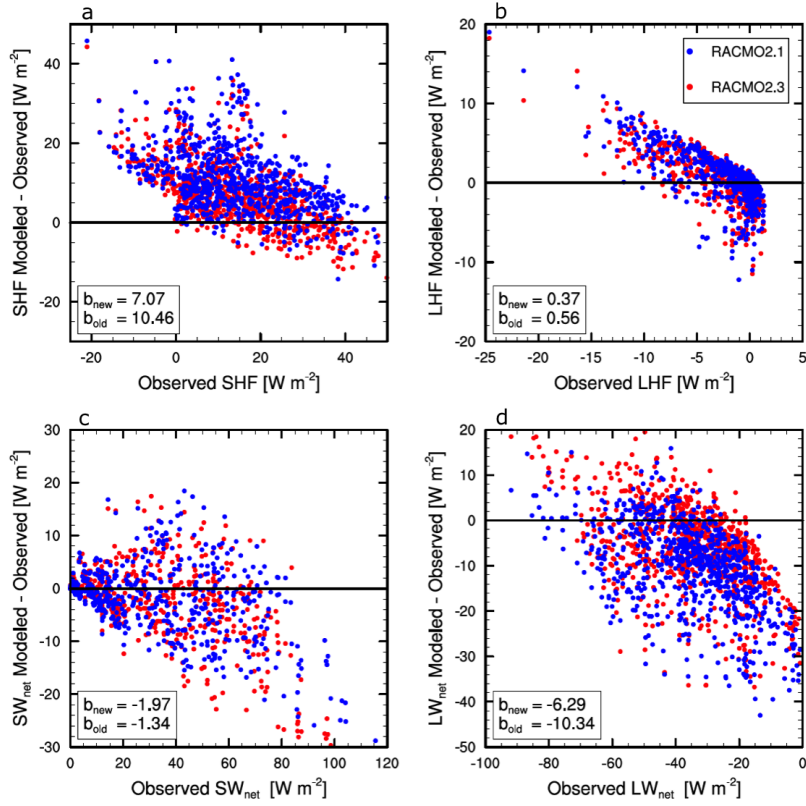 a
50
40
20
0
-20
-20
0
20
40
SHF Modeled - Observed [W m⁻²]
Observed SHF [W m⁻²]
b_new = 7.07
b_old = 10.46
b
RACMO2.1
RACMO2.3
20
10
0
-10
-20
-25
-20
-15
-10
-5
0
5
LHF Modeled - Observed [W m⁻²]
Observed LHF [W m⁻²]
b_new = 0.37
b_old = 0.56
c
30
20
10
0
-10
-20
-30
0
20
40
60
80
100
120
SW_net Modeled - Observed [W m⁻²]
Observed SW_net [W m⁻²]
b_new = -1.97
b_old = -1.34
d
20
10
0
-10
-20
-30
-40
-50
-100
-80
-60
-40
-20
0
LW_net Modeled - Observed [W m⁻²]
Observed LW_net [W m⁻²]
b_new = -6.29
b_old = -10.34